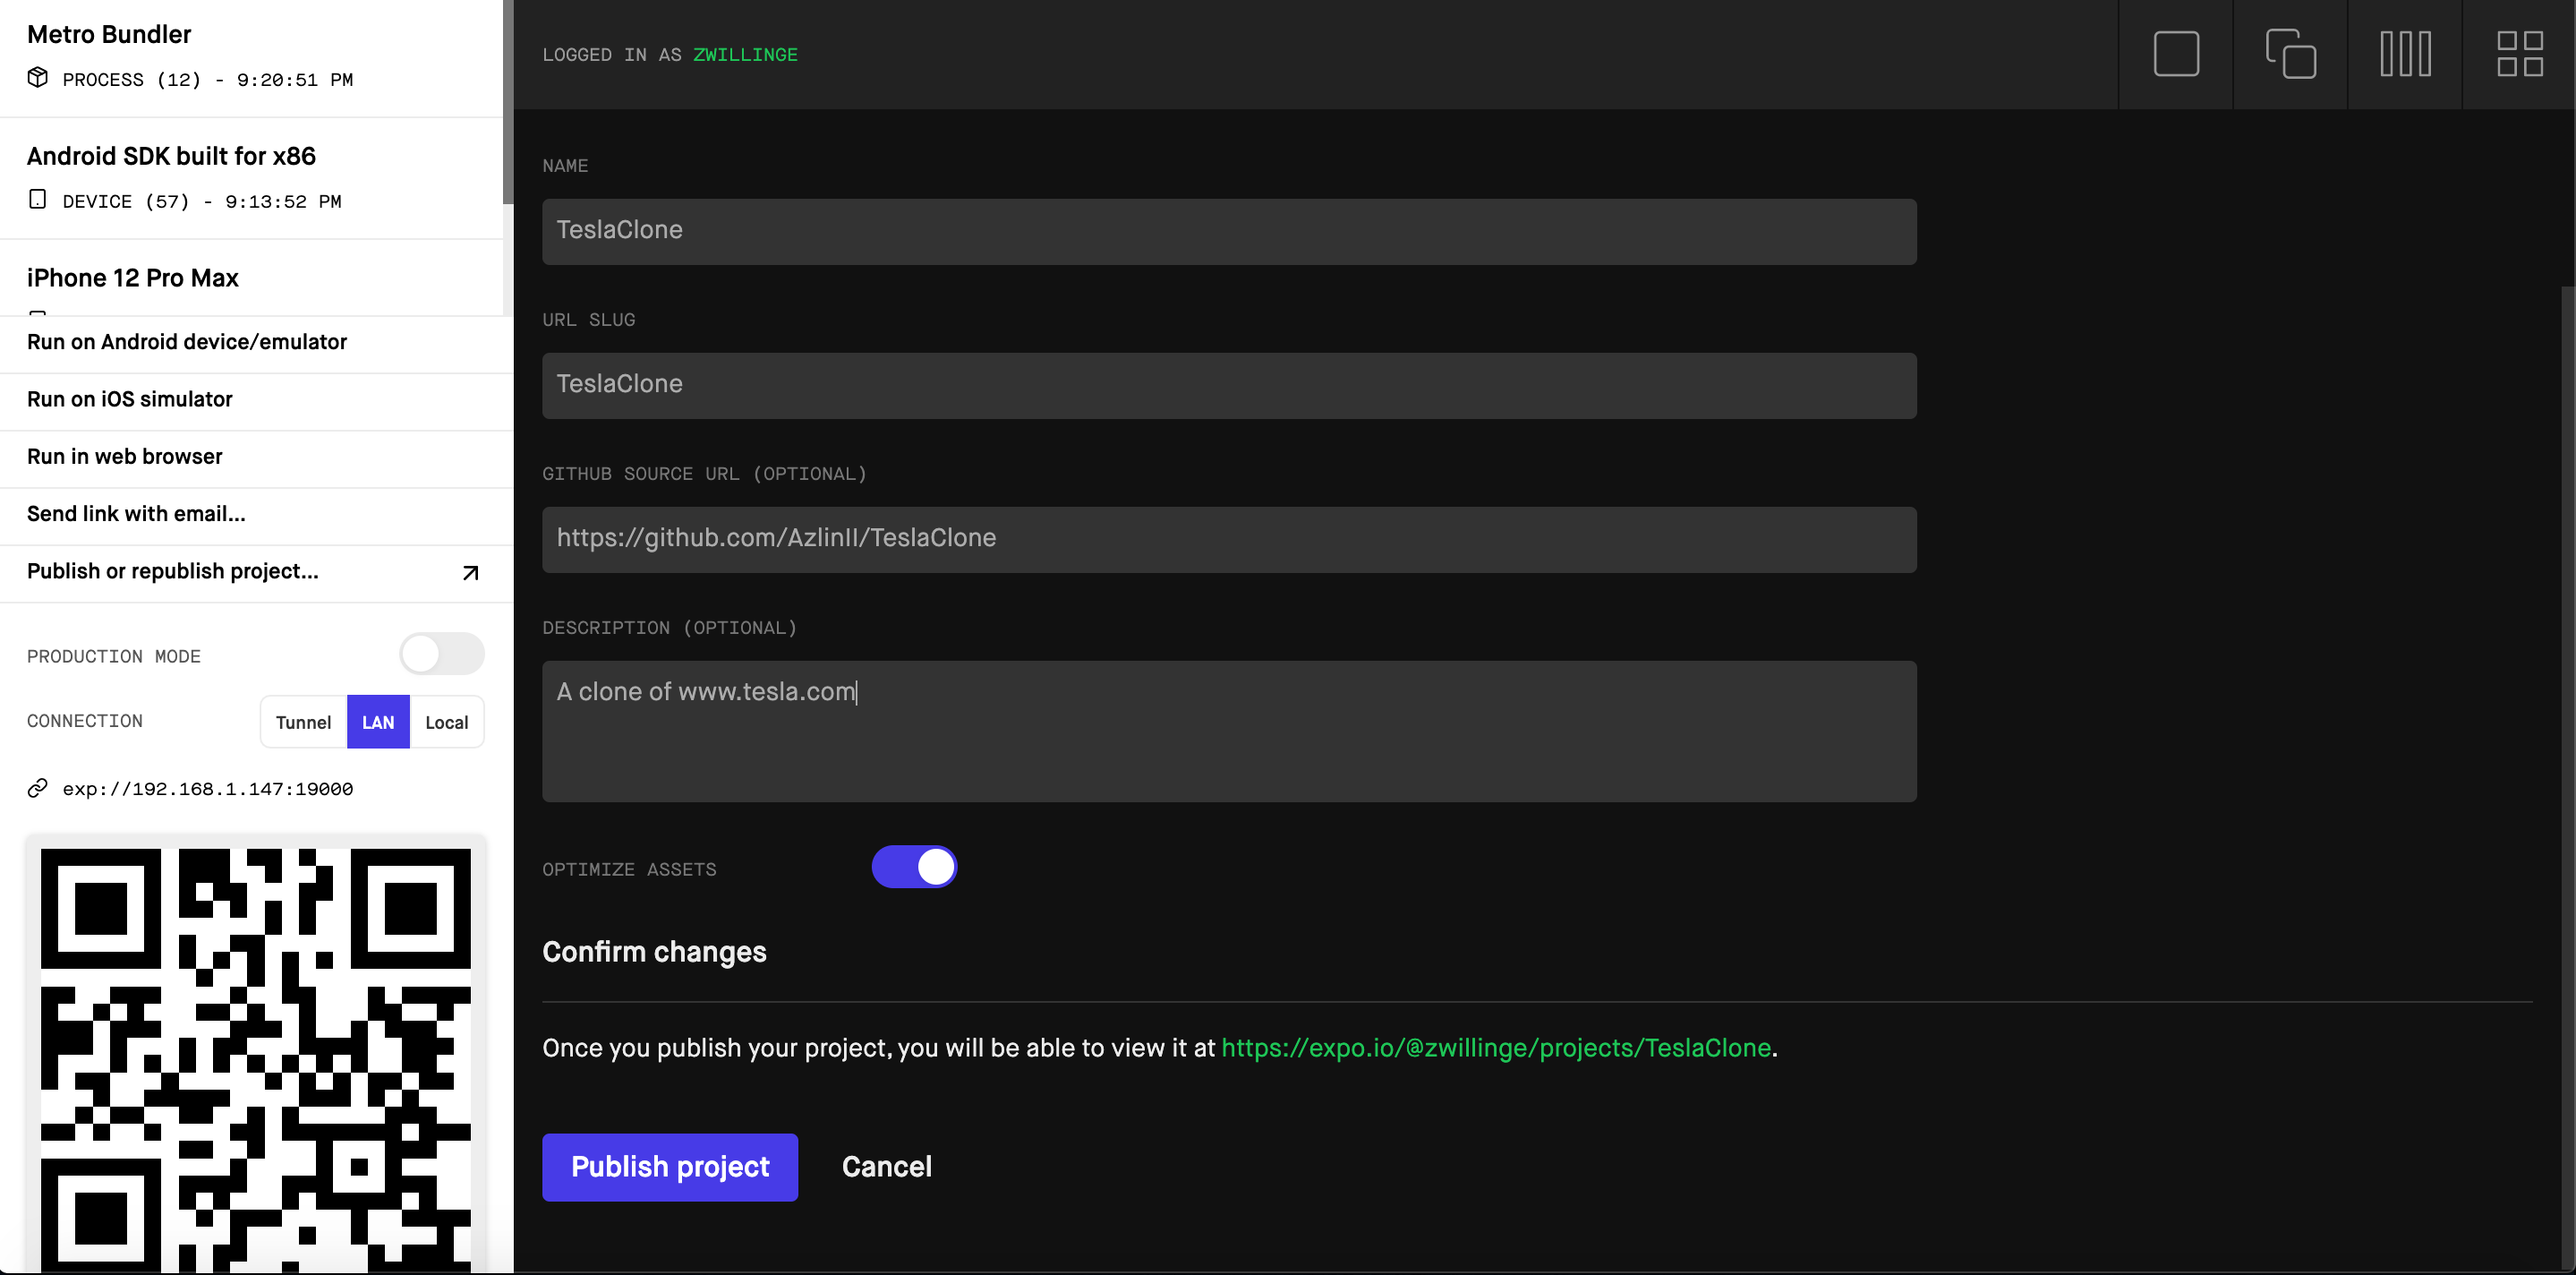 Metro Bundler
PROCESS (12) - 9:20:51 PM
Android SDK built for x86
DEVICE (57) - 9:13:52 PM
iPhone 12 Pro Max
Run on Android device/emulator
Run on iOS simulator
Run in web browser
Send link with email...
Publish or republish project...
PRODUCTION MODE
CONNECTION
Tunnel
LAN
Local
exp://192.168.1.147:19000
LOGGED IN AS ZWILLINGE
NAME
TeslaClone
URL SLUG
TeslaClone
GITHUB SOURCE URL (OPTIONAL)
https://github.com/AzlinII/TeslaClone
DESCRIPTION (OPTIONAL)
A clone of www.tesla.com
OPTIMIZE ASSETS
Confirm changes
Once you publish your project, you will be able to view it at https://expo.io/@zwillinge/projects/TeslaClone.
Publish project
Cancel